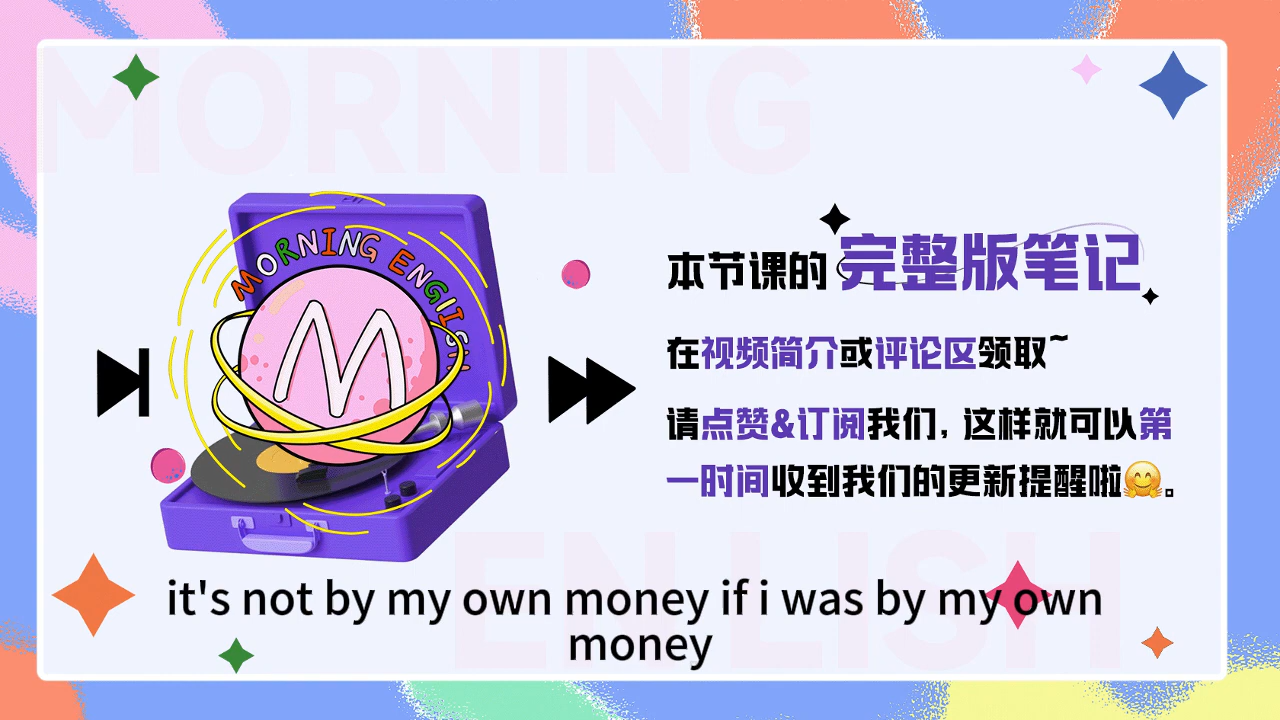 MORNING
MORNING ENGlISH
M
本节课的 完整版笔记
在视频简介或评论区领取~
请点赞&订阅我们, 这样就可以第
一时间收到我们的更新提醒啦🤗。
EN LISH
it's not by my own money if i was by my own
money